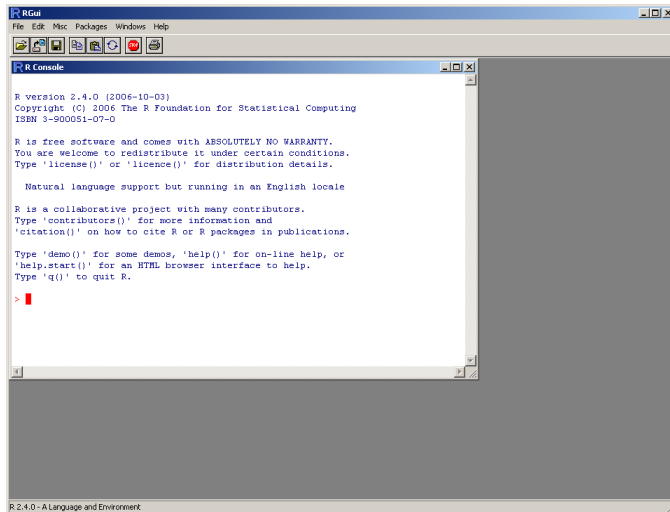 RGui
File Edit Misc Packages Windows Help
STOP
R Console
R version 2.4.0 (2006-10-03)
Copyright (C) 2006 The R Foundation for Statistical Computing
ISBN 3-900051-07-0
R is free software and comes with ABSOLUTELY NO WARRANTY.
You are welcome to redistribute it under certain conditions.
Type 'license()' or 'licence()' for distribution details.
Natural language support but running in an English locale
R is a collaborative project with many contributors.
Type 'contributors()' for more information and
'citation()' on how to cite R or R packages in publications.
Type 'demo()' for some demos, 'help()' for on-line help, or
'help.start()' for an HTML browser interface to help.
Type 'q()' to quit R.
>
R 2.4.0 - A Language and Environment